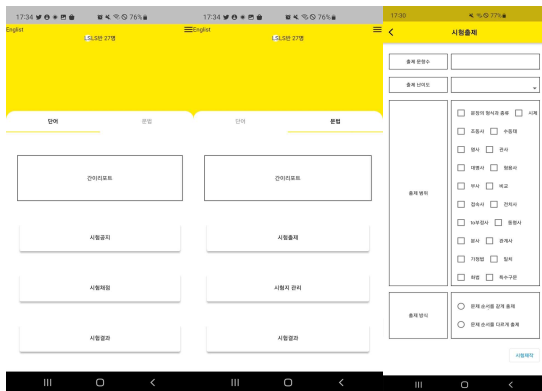 17:34 76%
Englist
LSLS반 27명
단어 문법
간이리포트
시험공지
시험채점
시험결과
17:34 76%
Englist
LSLS반 27명
단어 문법
간이리포트
시험출제
시험지 관리
시험결과
17:30 77%
시험출제
출제 문항수
출제 난이도
출제 범위
문장의 형식과 종류 시제
조동사 수동태
명사 관사
대명사 형용사
부사 비교
접속사 전치사
to부정사 동명사
분사 관계사
가정법 일치
화법 특수구문
출제 방식
문제 순서를 같게 출제
문제 순서를 다르게 출제
시험제작